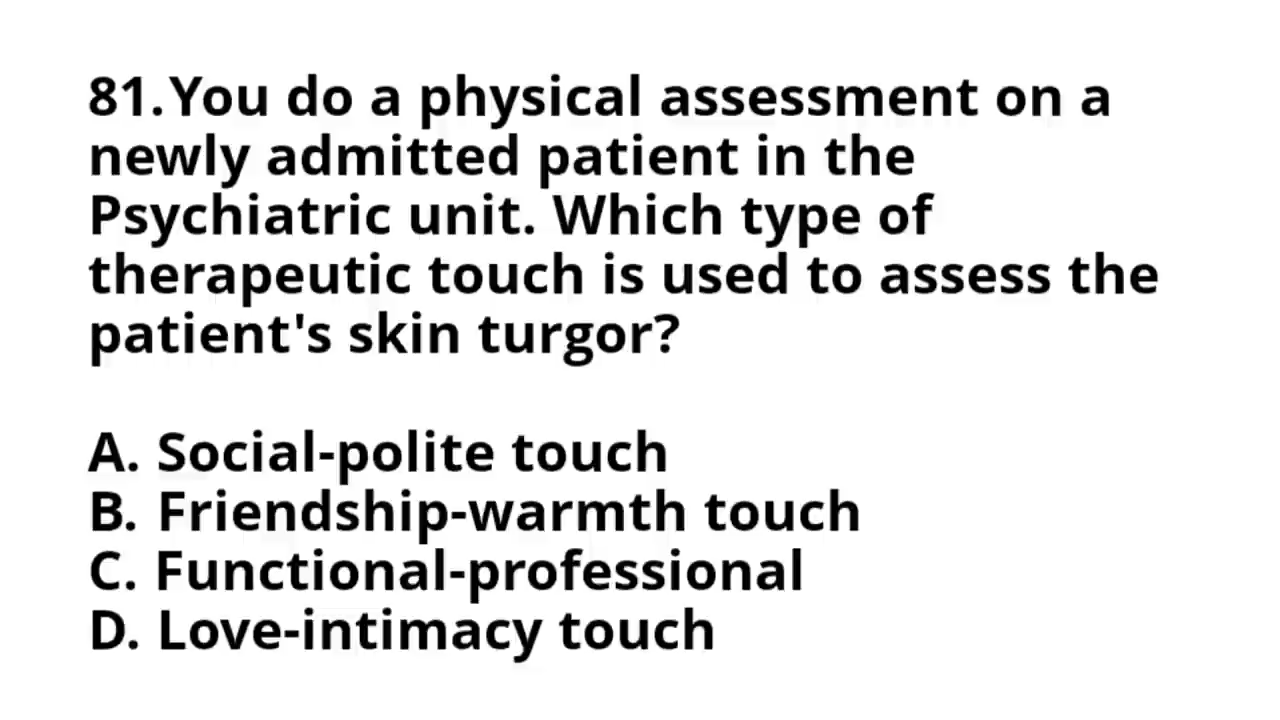 81.You do a physical assessment on a
newly admitted patient in the
Psychiatric unit. Which type of
therapeutic touch is used to assess the
patient's skin turgor?
A. Social-polite touch
B. Friendship-warmth touch
C. Functional-professional
D. Love-intimacy touch